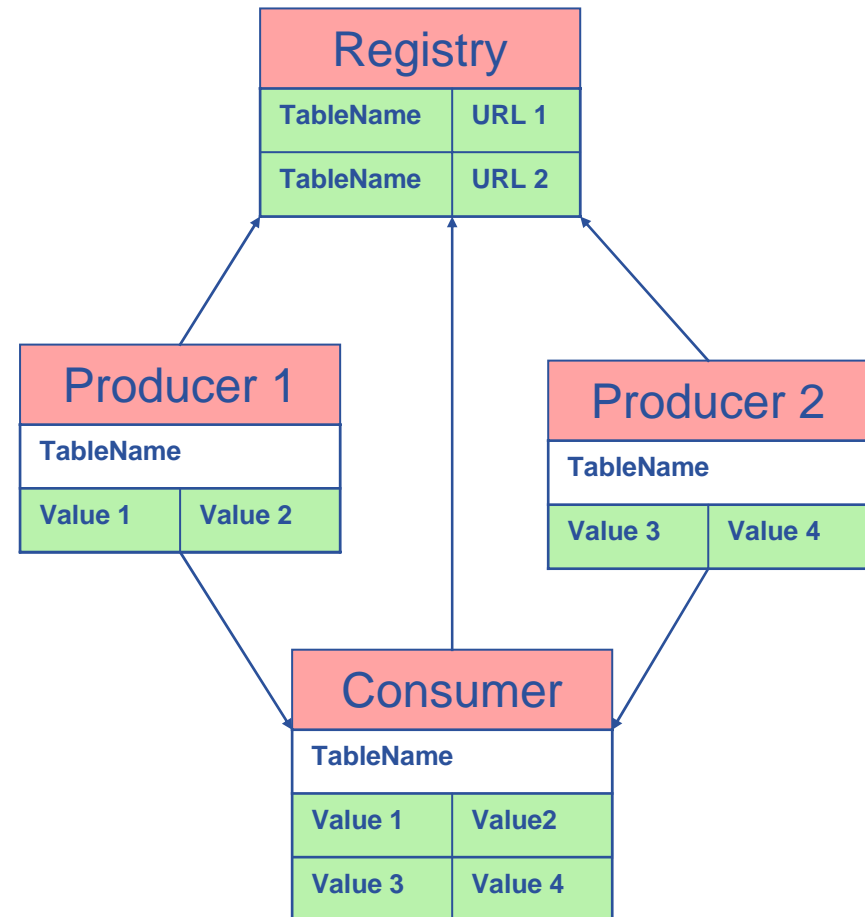 Registry
TableName URL 1
TableName URL 2
Producer 1
TableName
Value 1 Value 2
Producer 2
TableName
Value 3 Value 4
Consumer
TableName
Value 1 Value2
Value 3 Value 4